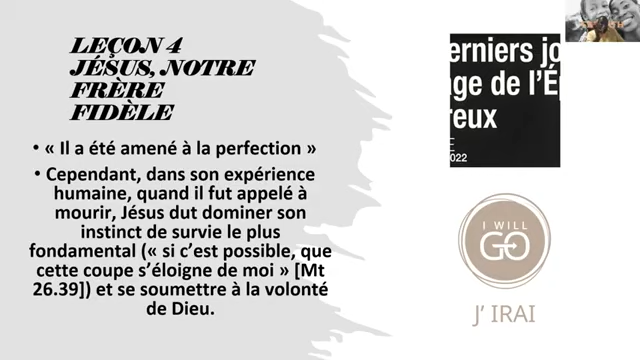 LEÇON 4
JÉSUS, NOTRE
FRÈRE
FIDÈLE
• « Il a été amené à la perfection »
• Cependant, dans son expérience
humaine, quand il fut appelé à
mourir, Jésus dut dominer son
instinct de survie le plus
fondamental (« si c’est possible, que
cette coupe s’éloigne de moi » [Mt
26.39]) et se soumettre à la volonté
de Dieu.
erniers jo
ge de l’É
reux
I WILL
GO
J’ IRAI